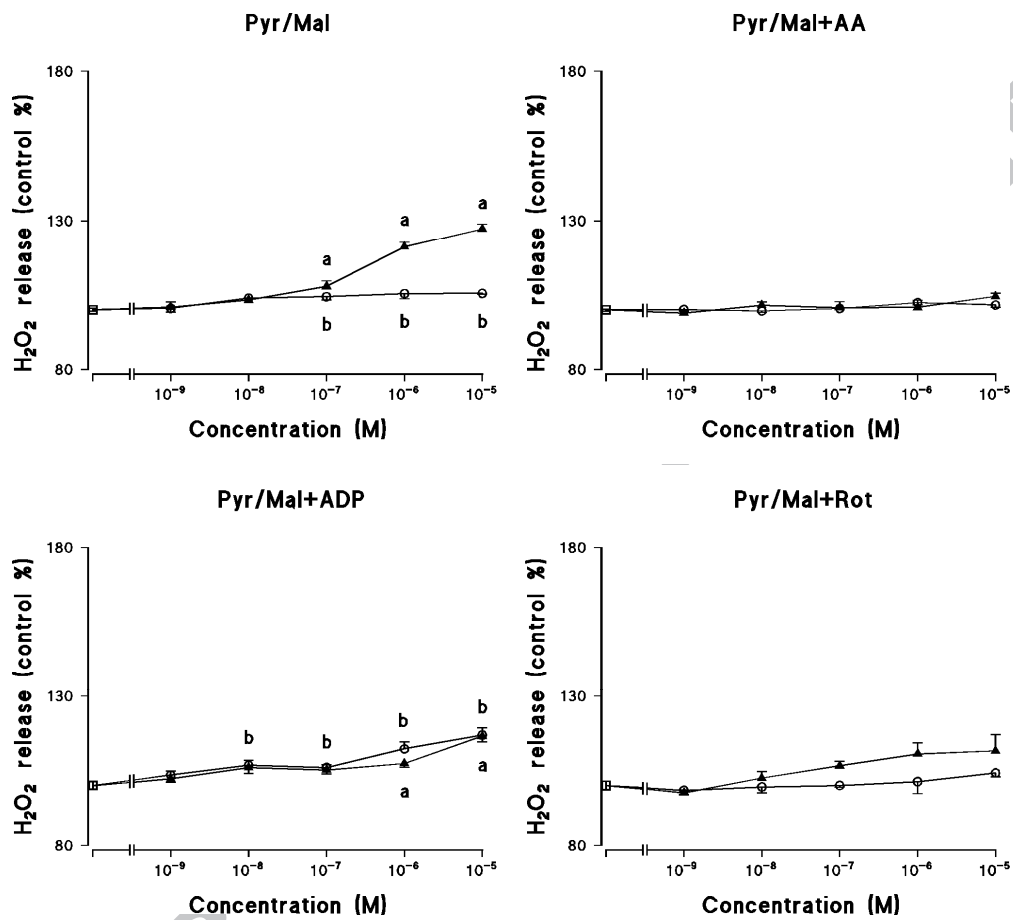 Pyr/Mal
180
a
a
a
130
b
b
b
80
H₂O₂ release (control %)
10⁻⁹ 10⁻⁸ 10⁻⁷ 10⁻⁶ 10⁻⁵
Concentration (M)
Pyr/Mal+AA
180
130
80
H₂O₂ release (control %)
10⁻⁹ 10⁻⁸ 10⁻⁷ 10⁻⁶ 10⁻⁵
Concentration (M)
Pyr/Mal+ADP
180
130
b
b
b
b
a
a
80
H₂O₂ release (control %)
10⁻⁹ 10⁻⁸ 10⁻⁷ 10⁻⁶ 10⁻⁵
Concentration (M)
Pyr/Mal+Rot
180
130
80
H₂O₂ release (control %)
10⁻⁹ 10⁻⁸ 10⁻⁷ 10⁻⁶ 10⁻⁵
Concentration (M)